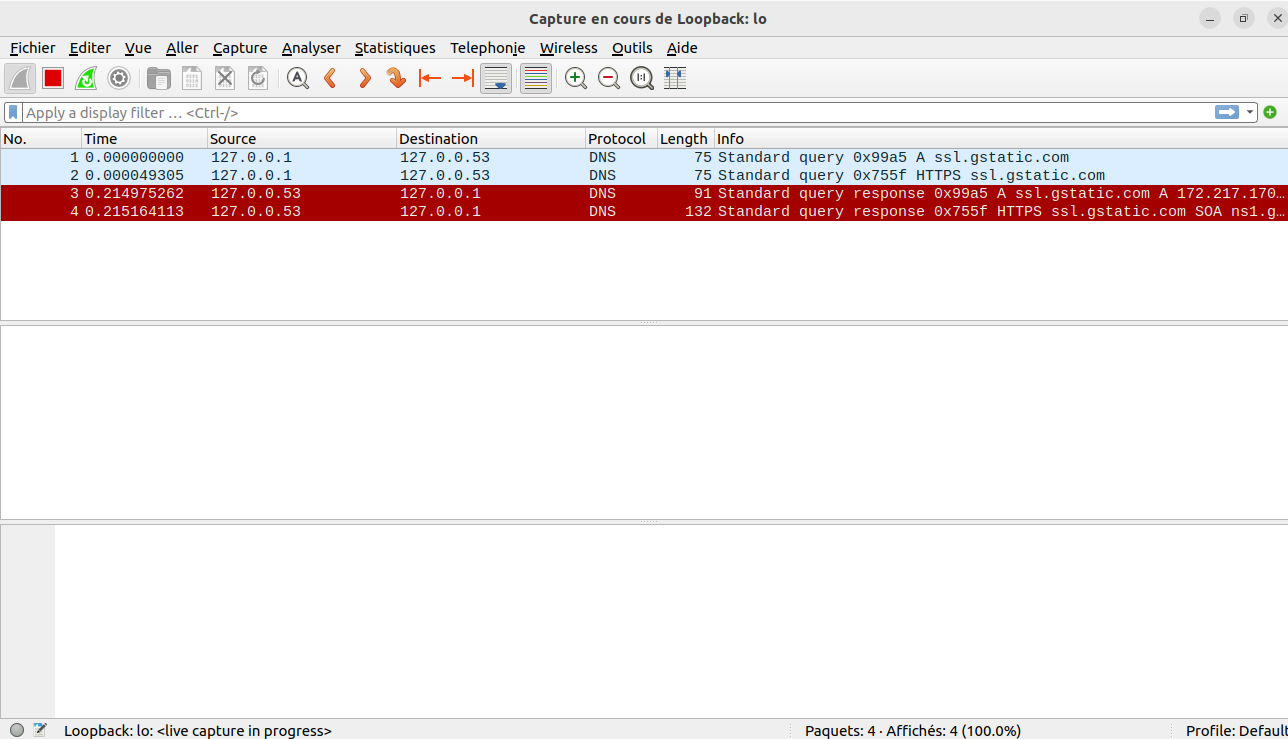 Capture en cours de Loopback: lo
Fichier Editer Vue Aller Capture Analyser Statistiques Telephonie Wireless Outils Aide
Apply a display filter … <Ctrl-/>
No. Time Source Destination Protocol Length Info
1 0.000000000 127.0.0.1 127.0.0.53 DNS 75 Standard query 0x99a5 A ssl.gstatic.com
2 0.000049305 127.0.0.1 127.0.0.53 DNS 75 Standard query 0x755f HTTPS ssl.gstatic.com
3 0.214975262 127.0.0.53 127.0.0.1 DNS 91 Standard query response 0x99a5 A ssl.gstatic.com A 172.217.170…
4 0.215164113 127.0.0.53 127.0.0.1 DNS 132 Standard query response 0x755f HTTPS ssl.gstatic.com SOA ns1.g…
Loopback: lo: <live capture in progress> Paquets: 4 · Affichés: 4 (100.0%) Profile: Default